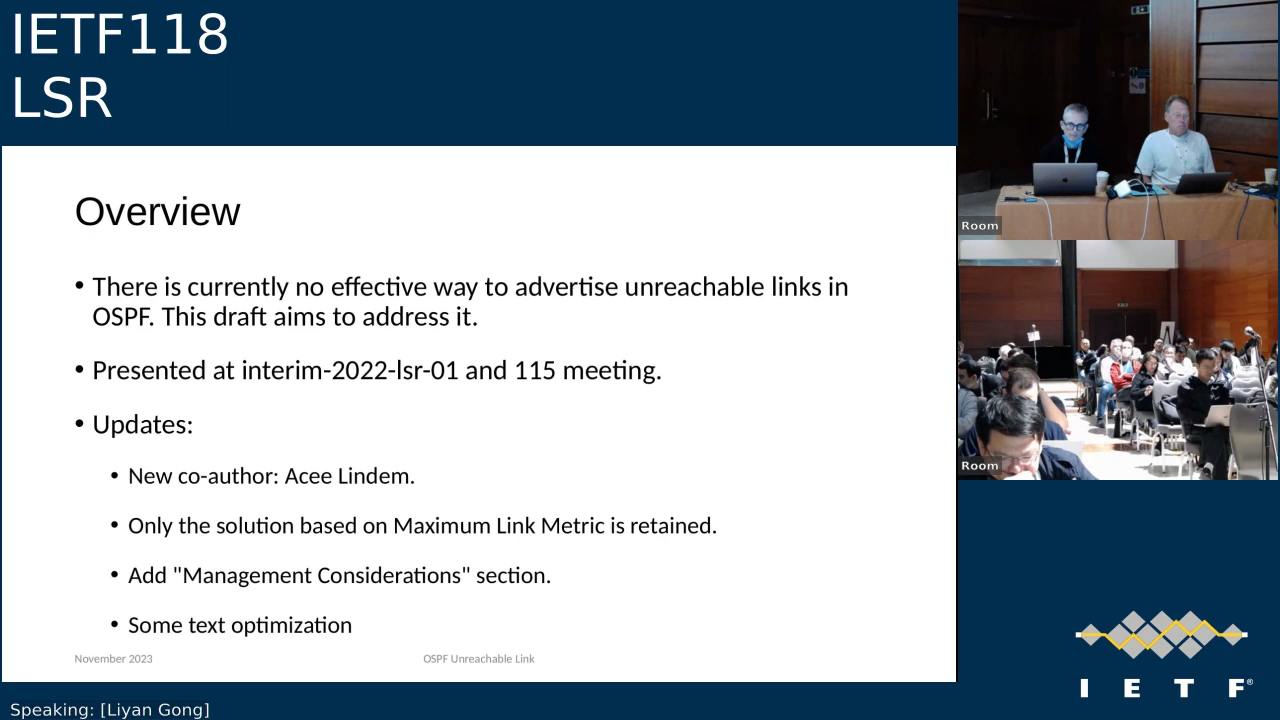 IETF118
LSR
Overview
• There is currently no effective way to advertise unreachable links in
OSPF. This draft aims to address it.
• Presented at interim-2022-lsr-01 and 115 meeting.
• Updates:
• New co-author: Acee Lindem.
• Only the solution based on Maximum Link Metric is retained.
• Add "Management Considerations" section.
• Some text optimization
November 2023
OSPF Unreachable Link
Room
Room
I E T F®
Speaking: [Liyan Gong]